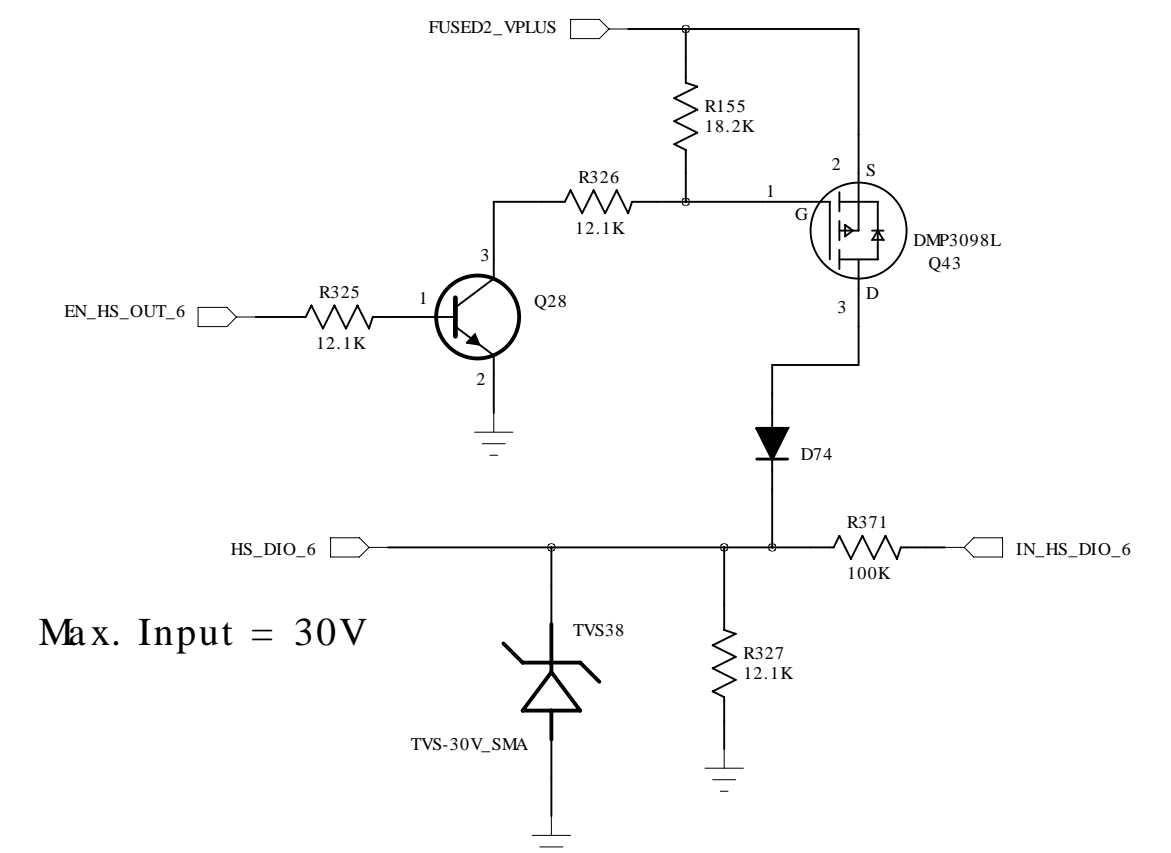 FUSED2_VPLUS
R155
18.2K
2
S
R326
1
G
12.1K
DMP3098L
Q43
3
D
R325
1
Q28
3
EN_HS_OUT_6
12.1K
2
D74
R371
HS_DIO_6
IN_HS_DIO_6
100K
Max. Input = 30V
TVS38
R327
12.1K
TVS-30V_SMA